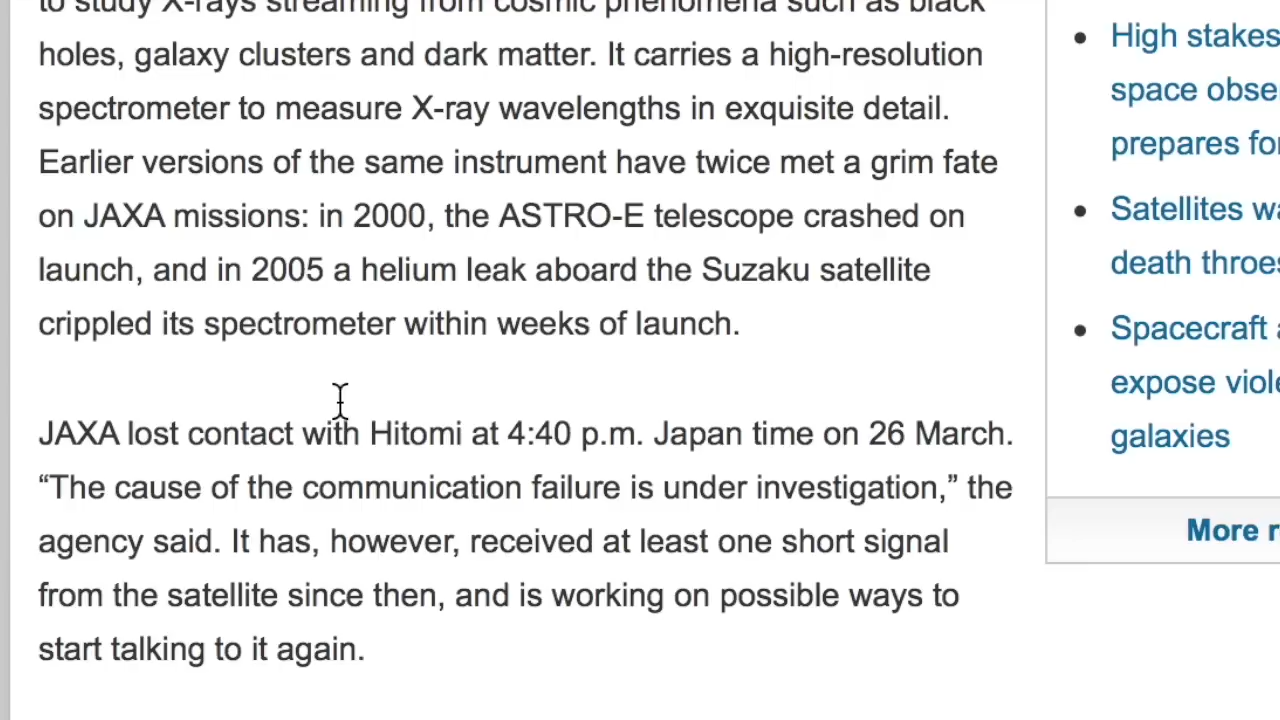 to study X-rays streaming from cosmic phenomena such as black
holes, galaxy clusters and dark matter. It carries a high-resolution
spectrometer to measure X-ray wavelengths in exquisite detail.
Earlier versions of the same instrument have twice met a grim fate
on JAXA missions: in 2000, the ASTRO-E telescope crashed on
launch, and in 2005 a helium leak aboard the Suzaku satellite
crippled its spectrometer within weeks of launch.
JAXA lost contact with Hitomi at 4:40 p.m. Japan time on 26 March.
“The cause of the communication failure is under investigation,” the
agency said. It has, however, received at least one short signal
from the satellite since then, and is working on possible ways to
start talking to it again.
High stakes
space obse
prepares fo
Satellites wa
death throes
Spacecraft a
expose viole
galaxies
More r